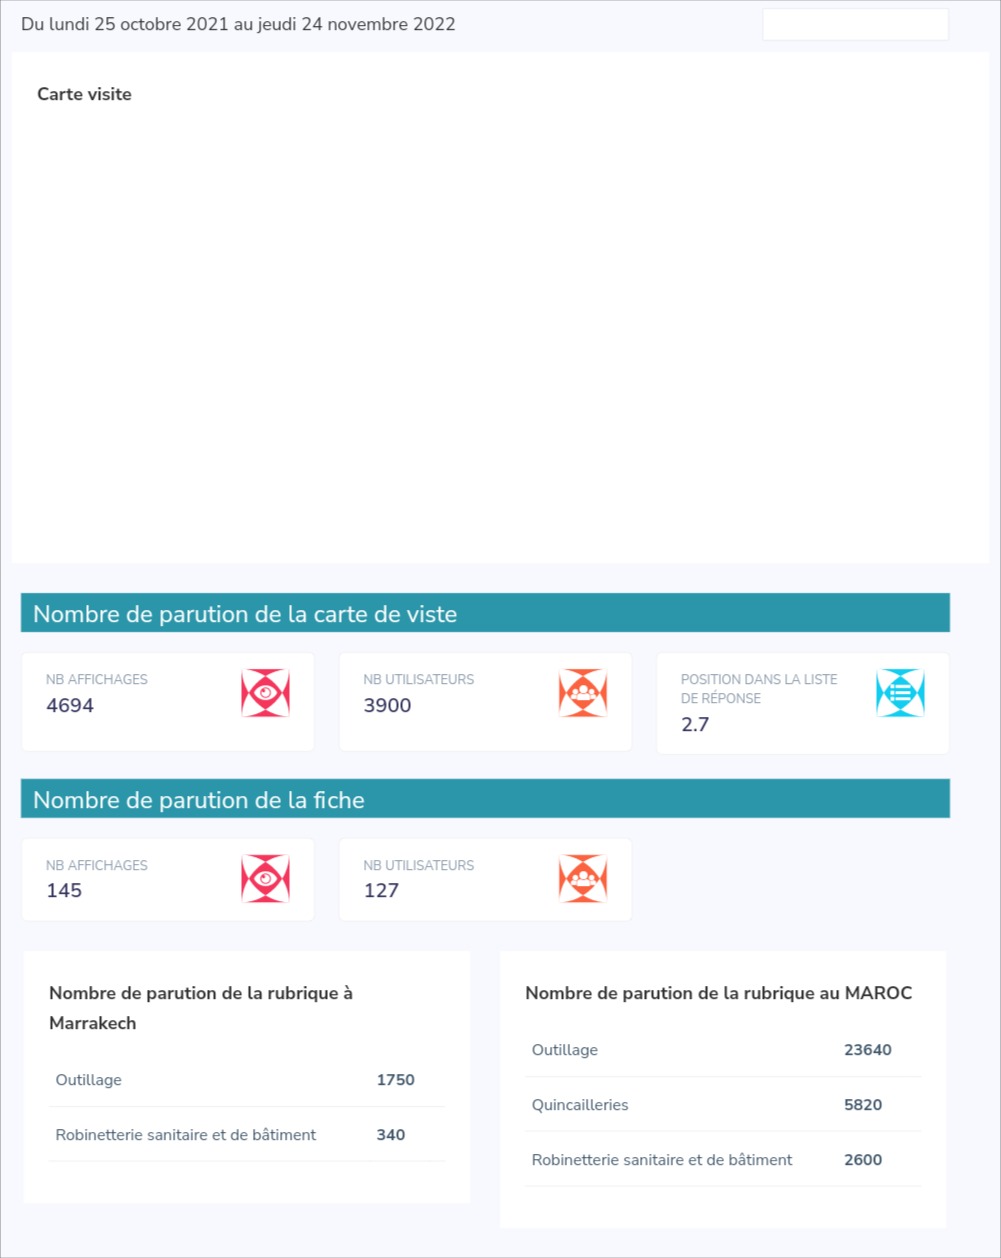 Du lundi 25 octobre 2021 au jeudi 24 novembre 2022
Carte visite
Nombre de parution de la carte de viste
NB AFFICHAGES
4694
NB UTILISATEURS
3900
POSITION DANS LA LISTE
DE RÉPONSE
2.7
Nombre de parution de la fiche
NB AFFICHAGES
145
NB UTILISATEURS
127
Nombre de parution de la rubrique à
Marrakech
Outillage 1750
Robinetterie sanitaire et de bâtiment 340
Nombre de parution de la rubrique au MAROC
Outillage 23640
Quincailleries 5820
Robinetterie sanitaire et de bâtiment 2600